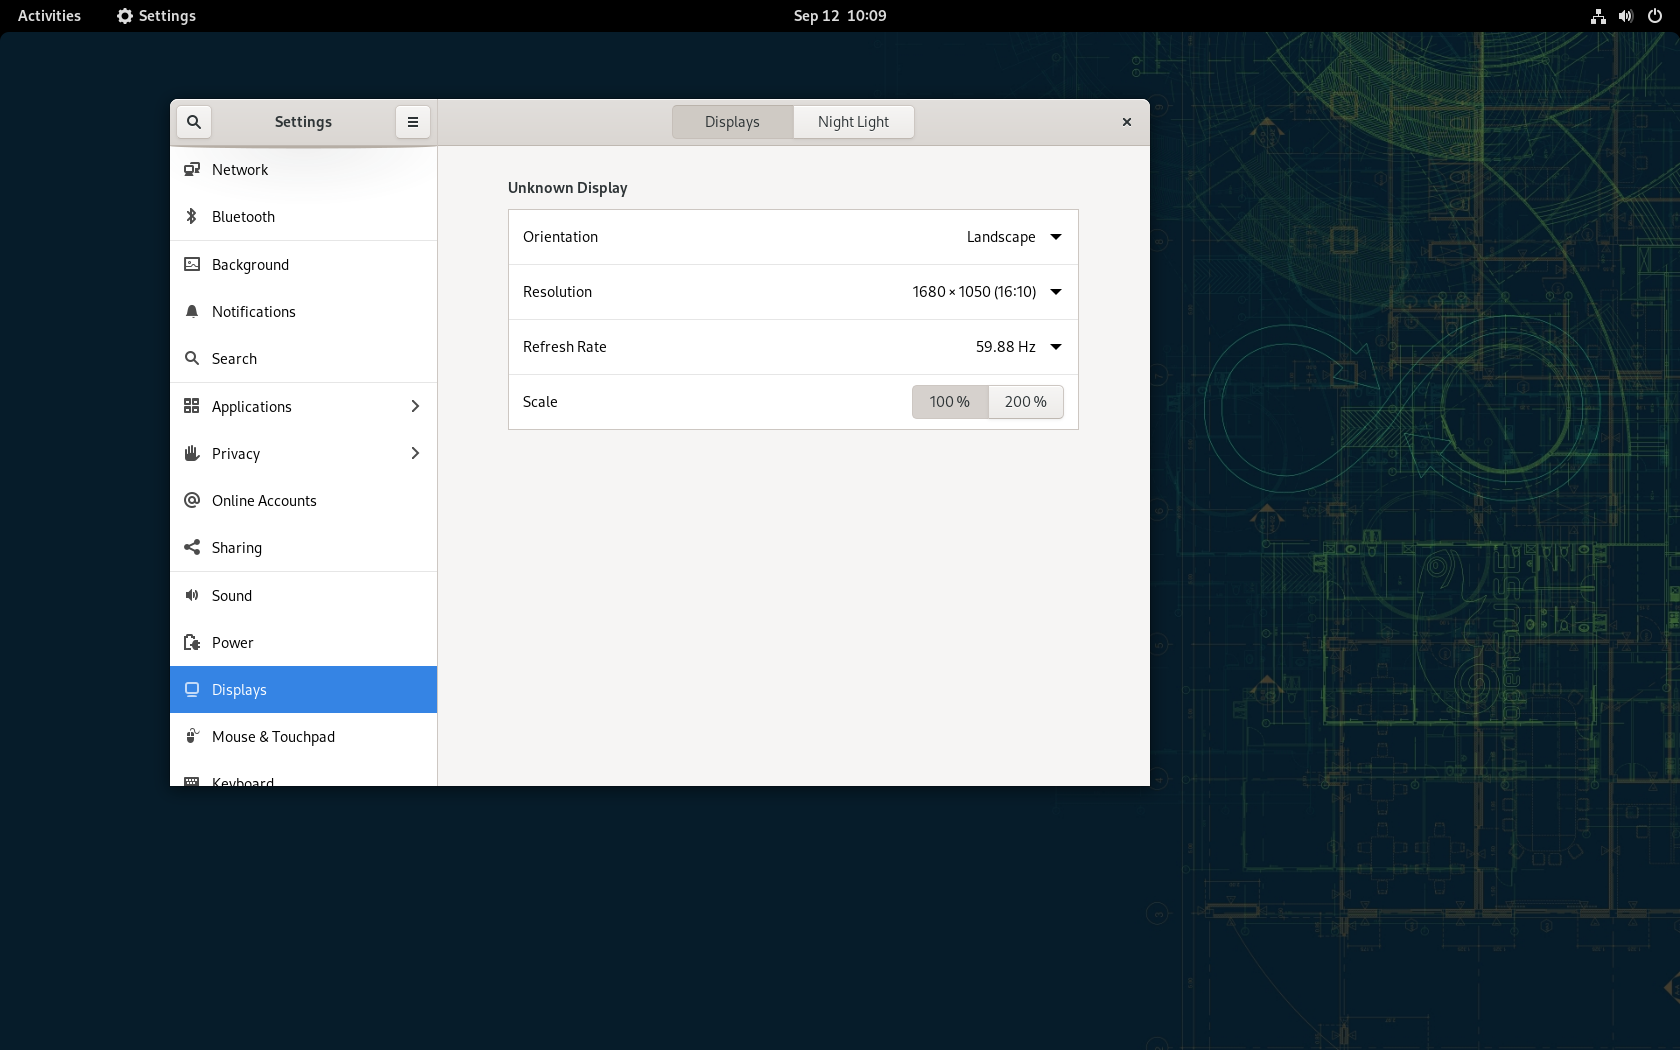 Activities
Settings
Sep 12 10:09
Settings
Displays
Night Light
Network
Bluetooth
Background
Notifications
Search
Applications
Privacy
Online Accounts
Sharing
Sound
Power
Displays
Mouse & Touchpad
Keyboard
Unknown Display
Orientation
Landscape
Resolution
1680 × 1050 (16:10)
Refresh Rate
59.88 Hz
Scale
100 %
200 %
openSUSE